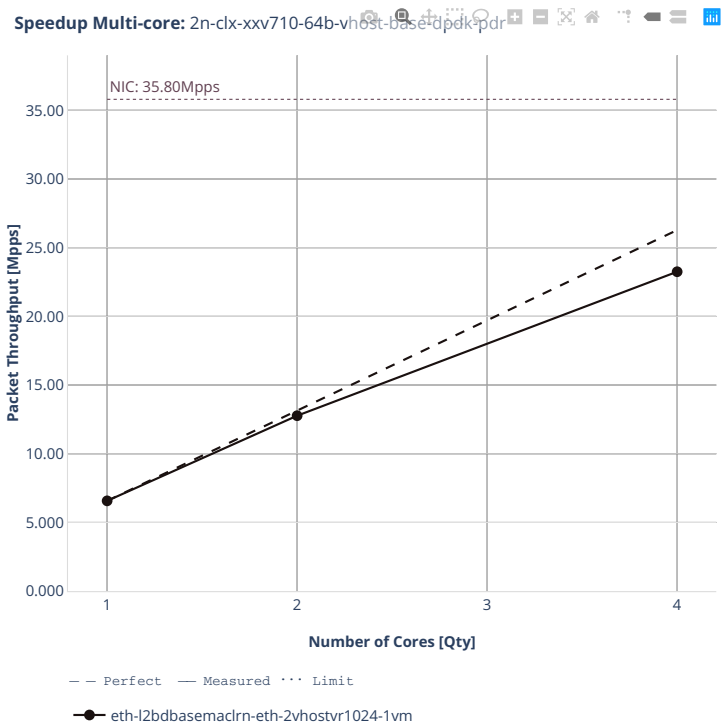 Speedup Multi-core: 2n-clx-xxv710-64b-vhost-base-dpdk-pdr
NIC: 35.80Mpps
35.00
30.00
25.00
20.00
15.00
10.00
5.000
0.000
Packet Throughput [Mpps]
1 2 3 4
Number of Cores [Qty]
Perfect Measured Limit
eth-l2bdbasemaclrn-eth-2vhostvr1024-1vm